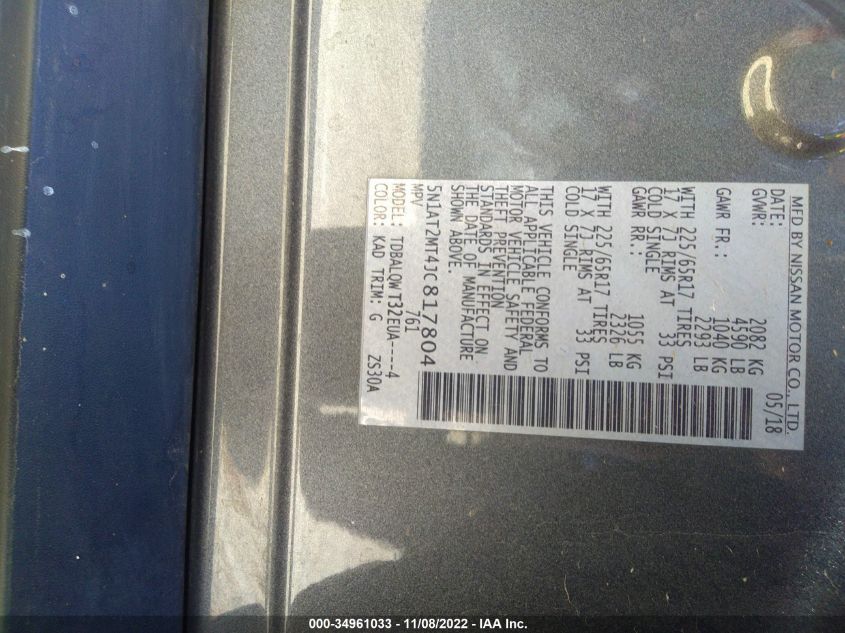 MFD BY NISSAN MOTOR CO., LTD.
DATE: 05/18
GVWR: 2082 KG
4590 LB
GAWR FR.: 1040 KG
2293 LB
WITH 225/65R17 TIRES
17 X 7J RIMS AT 33 PSI
COLD SINGLE
GAWR RR.: 1055 KG
2326 LB
WITH 225/65R17 TIRES
17 X 7J RIMS AT 33 PSI
COLD SINGLE
THIS VEHICLE CONFORMS TO
ALL APPLICABLE FEDERAL
MOTOR VEHICLE SAFETY AND
THEFT PREVENTION
STANDARDS IN EFFECT ON
THE DATE OF MANUFACTURE
SHOWN ABOVE.
5N1AT2MT4JC817804
MPV 761
MODEL: TDBALQWT32EUA----4
COLOR: KAD TRIM: G ZS30A
000-34961033 - 11/08/2022 - IAA Inc.